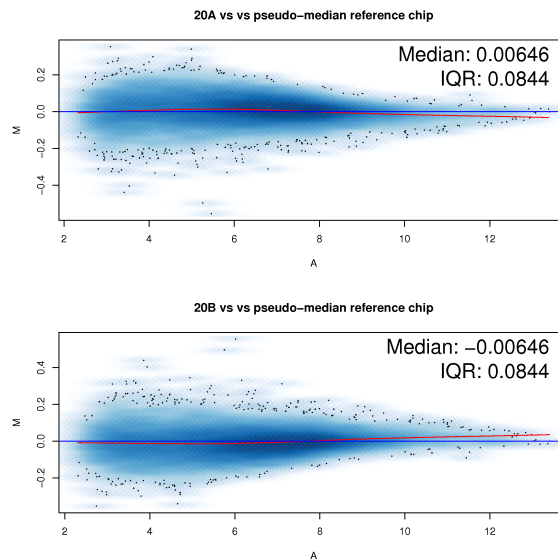 20A vs vs pseudo−median reference chip
Median: 0.00646
IQR: 0.0844
0.2
0.0
−0.2
−0.4
M
2 4 6 8 10 12
A
20B vs vs pseudo−median reference chip
Median: −0.00646
IQR: 0.0844
0.4
0.2
0.0
−0.2
M
2 4 6 8 10 12
A